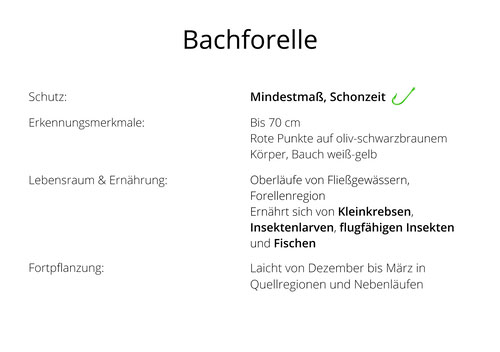 Bachforelle
Schutz:
Mindestmaß, Schonzeit
Erkennungsmerkmale:
Bis 70 cm
Rote Punkte auf oliv-schwarzbraunem
Körper, Bauch weiß-gelb
Lebensraum & Ernährung:
Oberläufe von Fließgewässern,
Forellenregion
Ernährt sich von Kleinkrebsen,
Insektenlarven, flugfähigen Insekten
und Fischen
Fortpflanzung:
Laicht von Dezember bis März in
Quellregionen und Nebenläufen